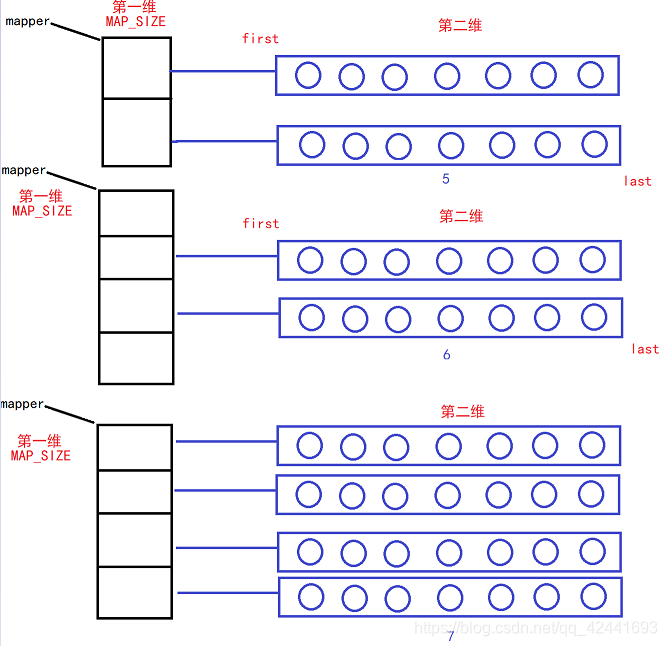 第一维
mapper
MAP_SIZE
第二维
first
5
last
mapper
第一维
MAP_SIZE
第二维
first
6
last
mapper
第二维
第一维
MAP_SIZE
https://blog.csdn.net/qq_42441693
7